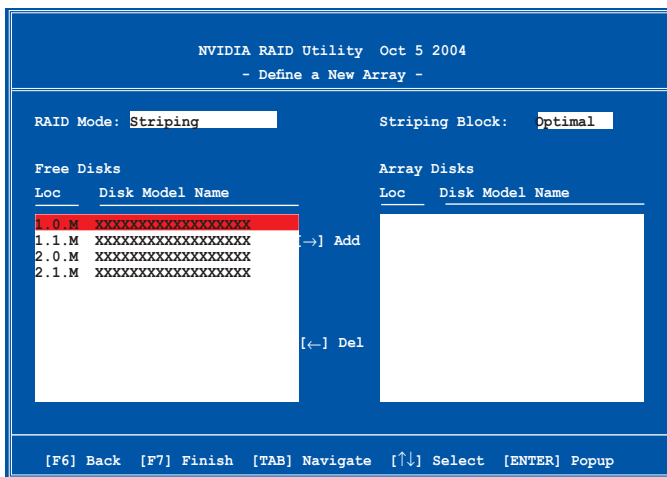 NVIDIA RAID Utility  Oct 5 2004
- Define a New Array -
RAID Mode: Striping
Striping Block: Optimal
Free Disks
Loc Disk Model Name
1.0.M XXXXXXXXXXXXXXXXXX
1.1.M XXXXXXXXXXXXXXXXXX
2.0.M XXXXXXXXXXXXXXXXXX
2.1.M XXXXXXXXXXXXXXXXXX
[→] Add
[←] Del
Array Disks
Loc Disk Model Name
[F6] Back [F7] Finish [TAB] Navigate [↑↓] Select [ENTER] Popup